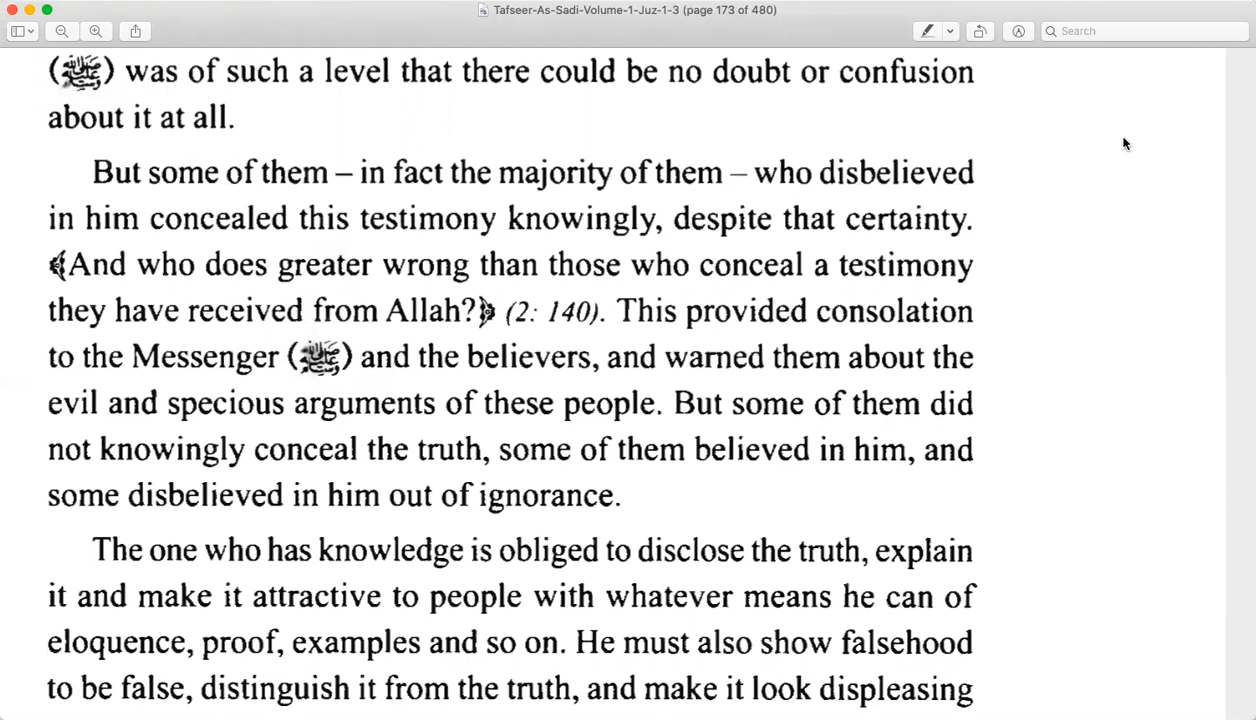 Tafseer-As-Sadi-Volume-1-Juz-1-3 (page 173 of 480)
Search
(ﷺ) was of such a level that there could be no doubt or confusion
about it at all.
But some of them – in fact the majority of them – who disbelieved
in him concealed this testimony knowingly, despite that certainty.
﴾And who does greater wrong than those who conceal a testimony
they have received from Allah?﴿ (2: 140). This provided consolation
to the Messenger (ﷺ) and the believers, and warned them about the
evil and specious arguments of these people. But some of them did
not knowingly conceal the truth, some of them believed in him, and
some disbelieved in him out of ignorance.
The one who has knowledge is obliged to disclose the truth, explain
it and make it attractive to people with whatever means he can of
eloquence, proof, examples and so on. He must also show falsehood
to be false, distinguish it from the truth, and make it look displeasing